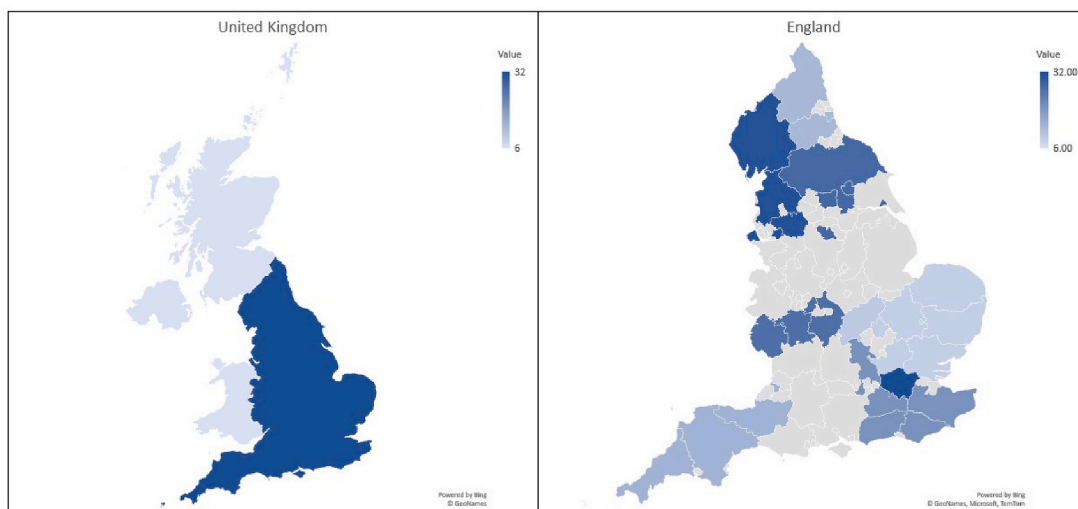 United Kingdom
Value
32
6
Powered by Bing
© GeoNames
England
Value
32.00
6.00
Powered by Bing
© GeoNames, Microsoft, TomTom